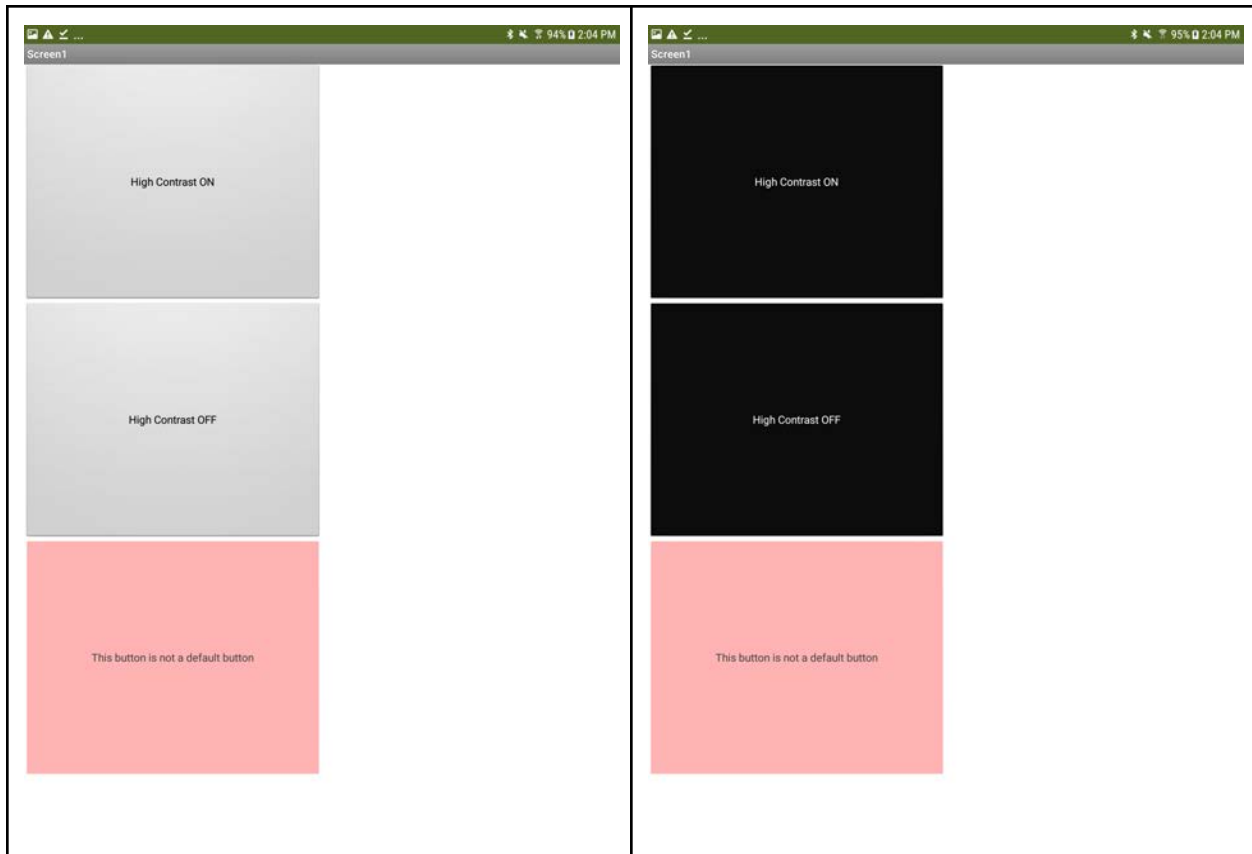 ... 94% 2:04 PM
Screen1
High Contrast ON
High Contrast OFF
This button is not a default button
... 95% 2:04 PM
Screen1
High Contrast ON
High Contrast OFF
This button is not a default button